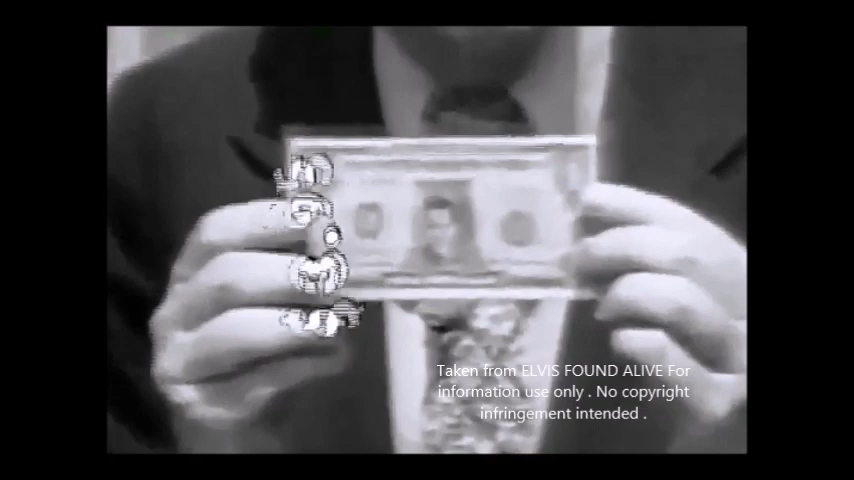 Taken from ELVIS FOUND ALIVE For
information use only . No copyright
infringement intended .